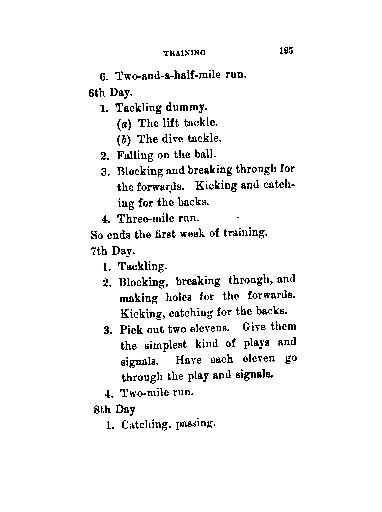 TRAINING 195
6. Two-and-a-half-mile run.
6th Day.
1. Tackling dummy.
(a) The lift tackle.
(b) The dive tackle.
2. Falling on the ball.
3. Blocking and breaking through for
the forwards. Kicking and catch-
ing for the backs.
4. Three-mile run.
So ends the first week of training.
7th Day.
1. Tackling.
2. Blocking, breaking through, and
making holes for the forwards.
Kicking, catching for the backs.
3. Pick out two elevens. Give them
the simplest kind of plays and
signals. Have each eleven go
through the play and signals.
4. Two-mile run.
8th Day
1. Catching, passing.